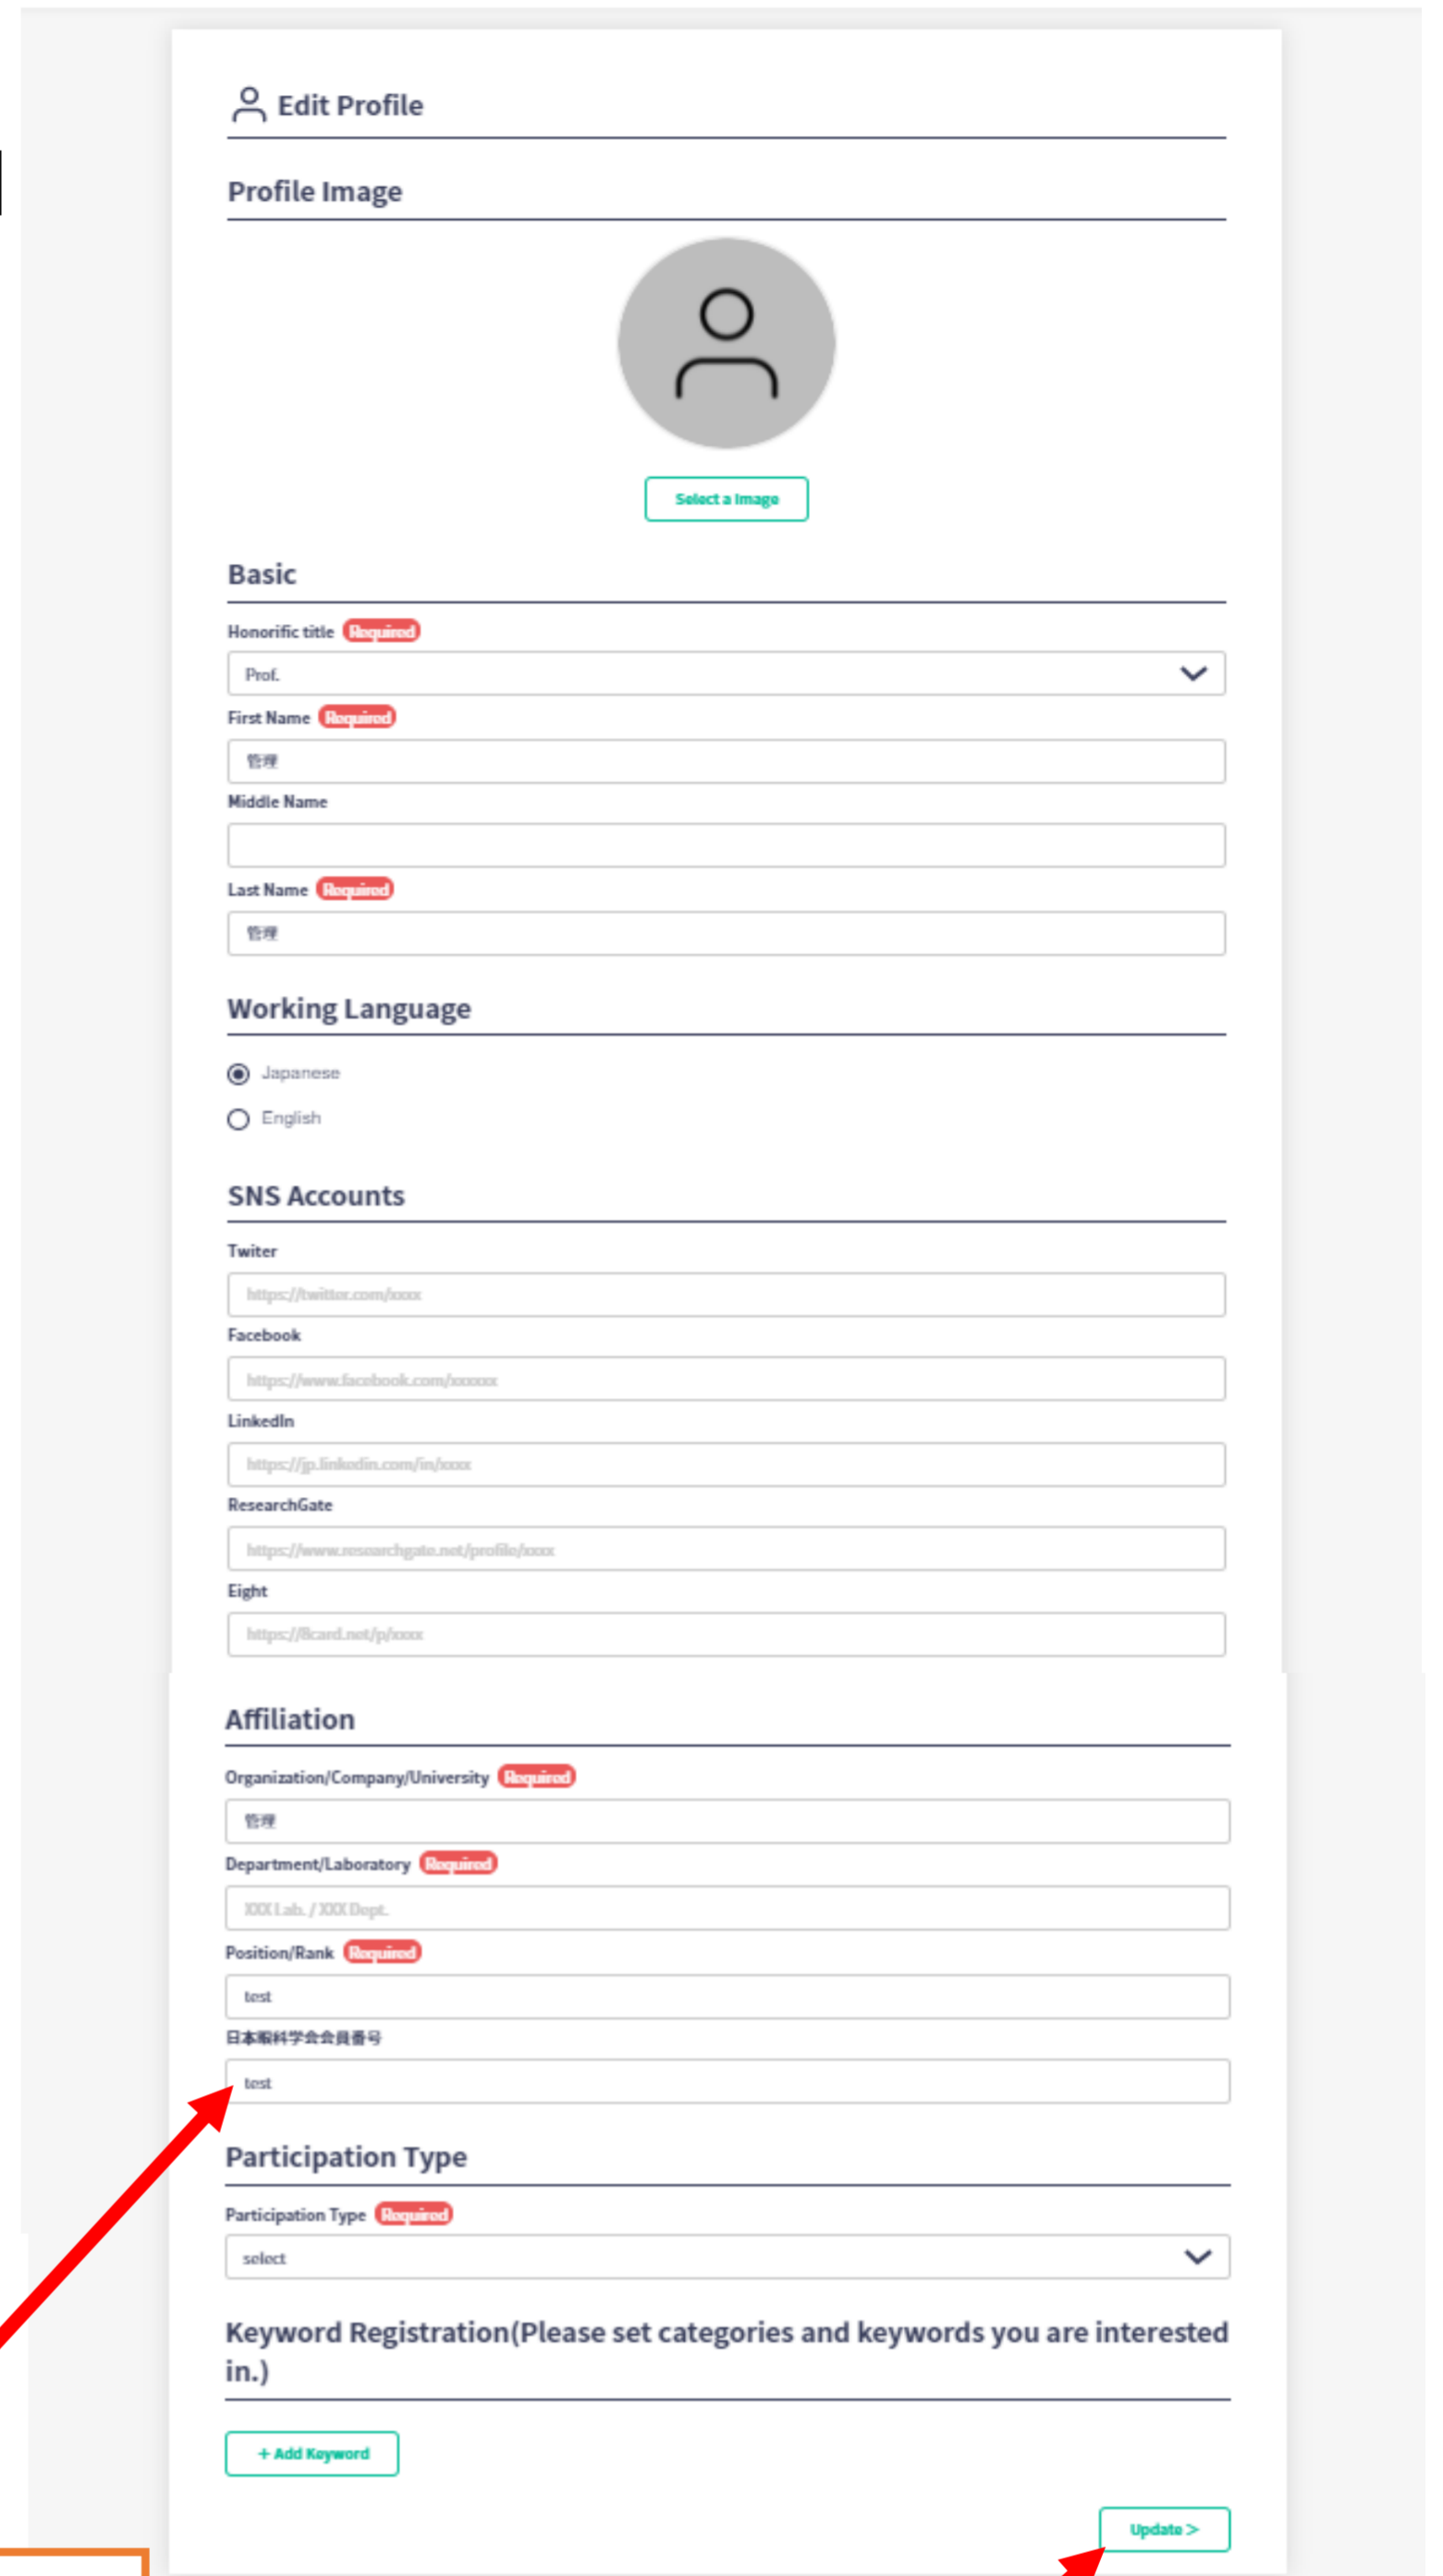 Edit Profile
Profile Image
Select a Image
Basic
Honorific title Required
Prof.
First Name Required
管理
Middle Name
Last Name Required
管理
Working Language
Japanese
English
SNS Accounts
Twiter
https://twitter.com/xxxx
Facebook
https://www.facebook.com/xxxxxx
LinkedIn
https://jp.linkedin.com/in/xxxx
ResearchGate
https://www.researchgate.net/profile/xxxx
Eight
https://8card.net/p/xxxx
Affiliation
Organization/Company/University Required
管理
Department/Laboratory Required
XXX Lab. / XXX Dept.
Position/Rank Required
test
日本眼科学会会員番号
test
Participation Type
Participation Type Required
select
Keyword Registration(Please set categories and keywords you are interested
in.)
+ Add Keyword
Update >